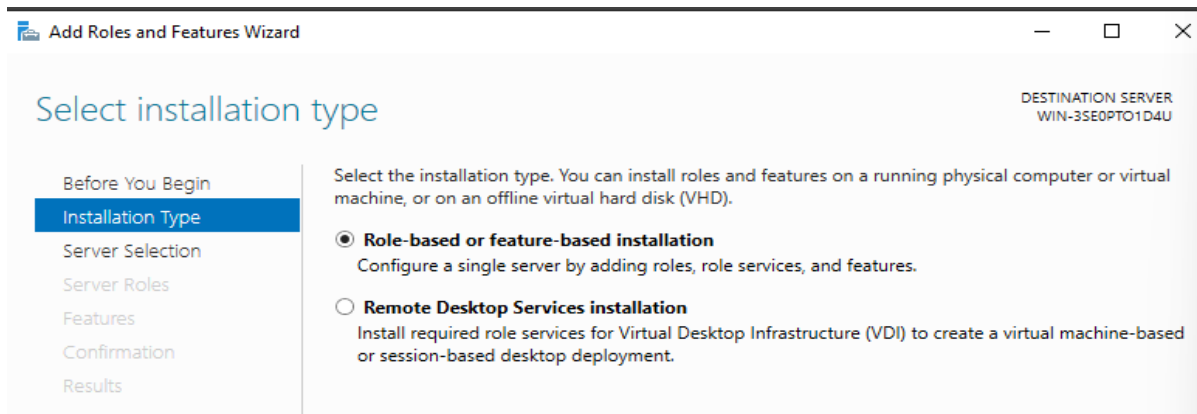 Add Roles and Features Wizard
Select installation type
DESTINATION SERVER
WIN-3SE0PTO1D4U
Before You Begin
Installation Type
Server Selection
Server Roles
Features
Confirmation
Results
Select the installation type. You can install roles and features on a running physical computer or virtual
machine, or on an offline virtual hard disk (VHD).
Role-based or feature-based installation
Configure a single server by adding roles, role services, and features.
Remote Desktop Services installation
Install required role services for Virtual Desktop Infrastructure (VDI) to create a virtual machine-based
or session-based desktop deployment.